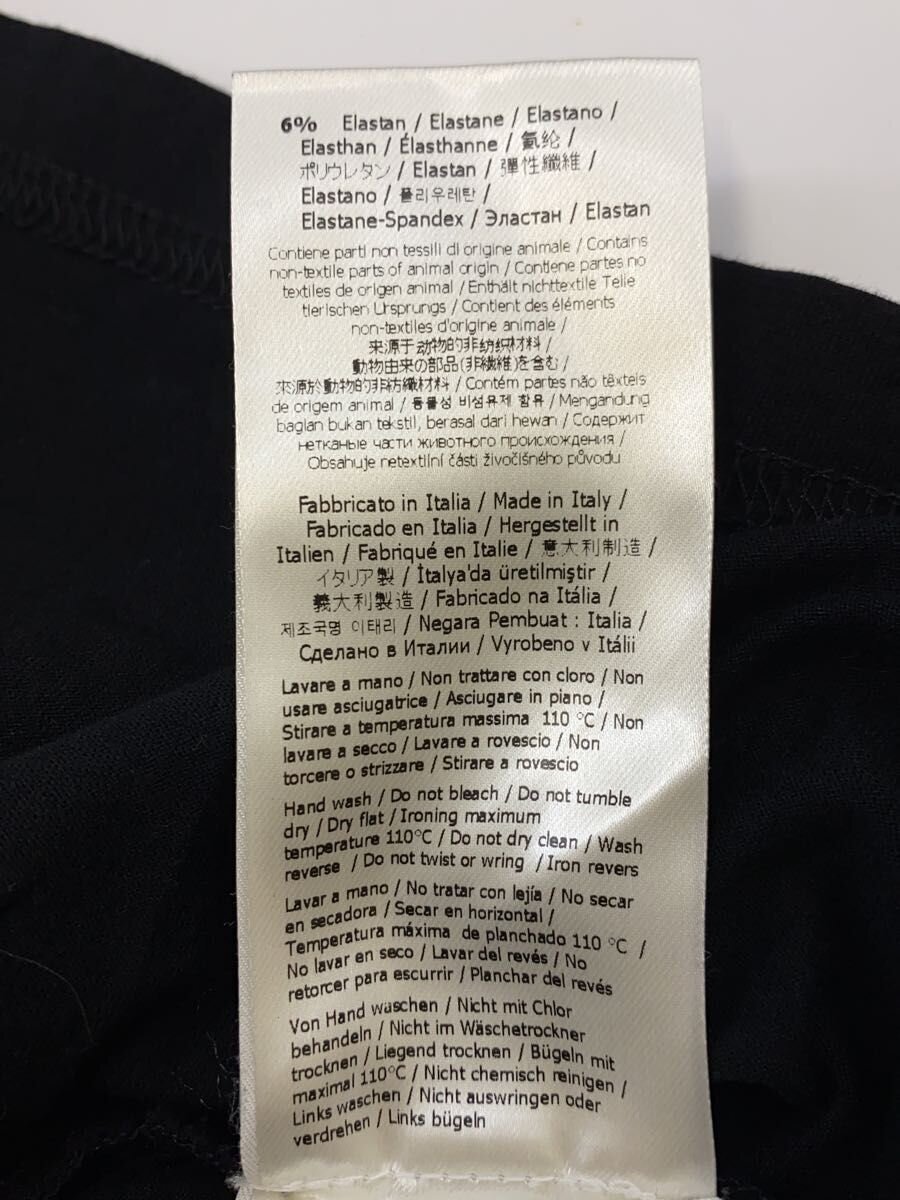 6% Elastan / Elastane / Elastano /
Elasthan / Élasthanne / 氨纶 /
ポリウレタン / Elastan / 彈性纖維 /
Elastano / 폴리우레탄 /
Elastane-Spandex / Эластан / Elastan
Contiene parti non tessili di origine animale / Contains
non-textile parts of animal origin / Contiene partes no
textiles de origen animal / Enthält nichttextile Teile
tierischen Ursprungs / Contient des éléments
non-textiles d'origine animale /
来源于动物的非纺织材料 /
動物由来の部品(非繊維)を含む /
來源於動物的非紡織材料 / Contém partes não têxteis
de origem animal / 동물성 비섬유제 함유 / Mengandung
bagian bukan tekstil, berasal dari hewan / Содержит
нетканые части животного происхождения /
Obsahuje netextilní části živočišného původu
Fabbricato in Italia / Made in Italy /
Fabricado en Italia / Hergestellt in
Italien / Fabriqué en Italie / 意大利制造 /
イタリア製 / İtalya'da üretilmiştir /
義大利製造 / Fabricado na Itália /
제조국명 이태리 / Negara Pembuat : Italia /
Сделано в Италии / Vyrobeno v Itálii
Lavare a mano / Non trattare con cloro / Non
usare asciugatrice / Asciugare in piano /
Stirare a temperatura massima 110 °C / Non
lavare a secco / Lavare a rovescio / Non
torcere o strizzare / Stirare a rovescio
Hand wash / Do not bleach / Do not tumble
dry / Dry flat / Ironing maximum
temperature 110°C / Do not dry clean / Wash
reverse / Do not twist or wring / Iron revers
Lavar a mano / No tratar con lejía / No secar
en secadora / Secar en horizontal /
Temperatura máxima de planchado 110 °C /
No lavar en seco / Lavar del revés / No
retorcer para escurrir / Planchar del revés
Von Hand waschen / Nicht mit Chlor
behandeln / Nicht im Wäschetrockner
trocknen / Liegend trocknen / Bügeln mit
maximal 110°C / Nicht chemisch reinigen /
Links waschen / Nicht auswringen oder
verdrehen / Links bügeln